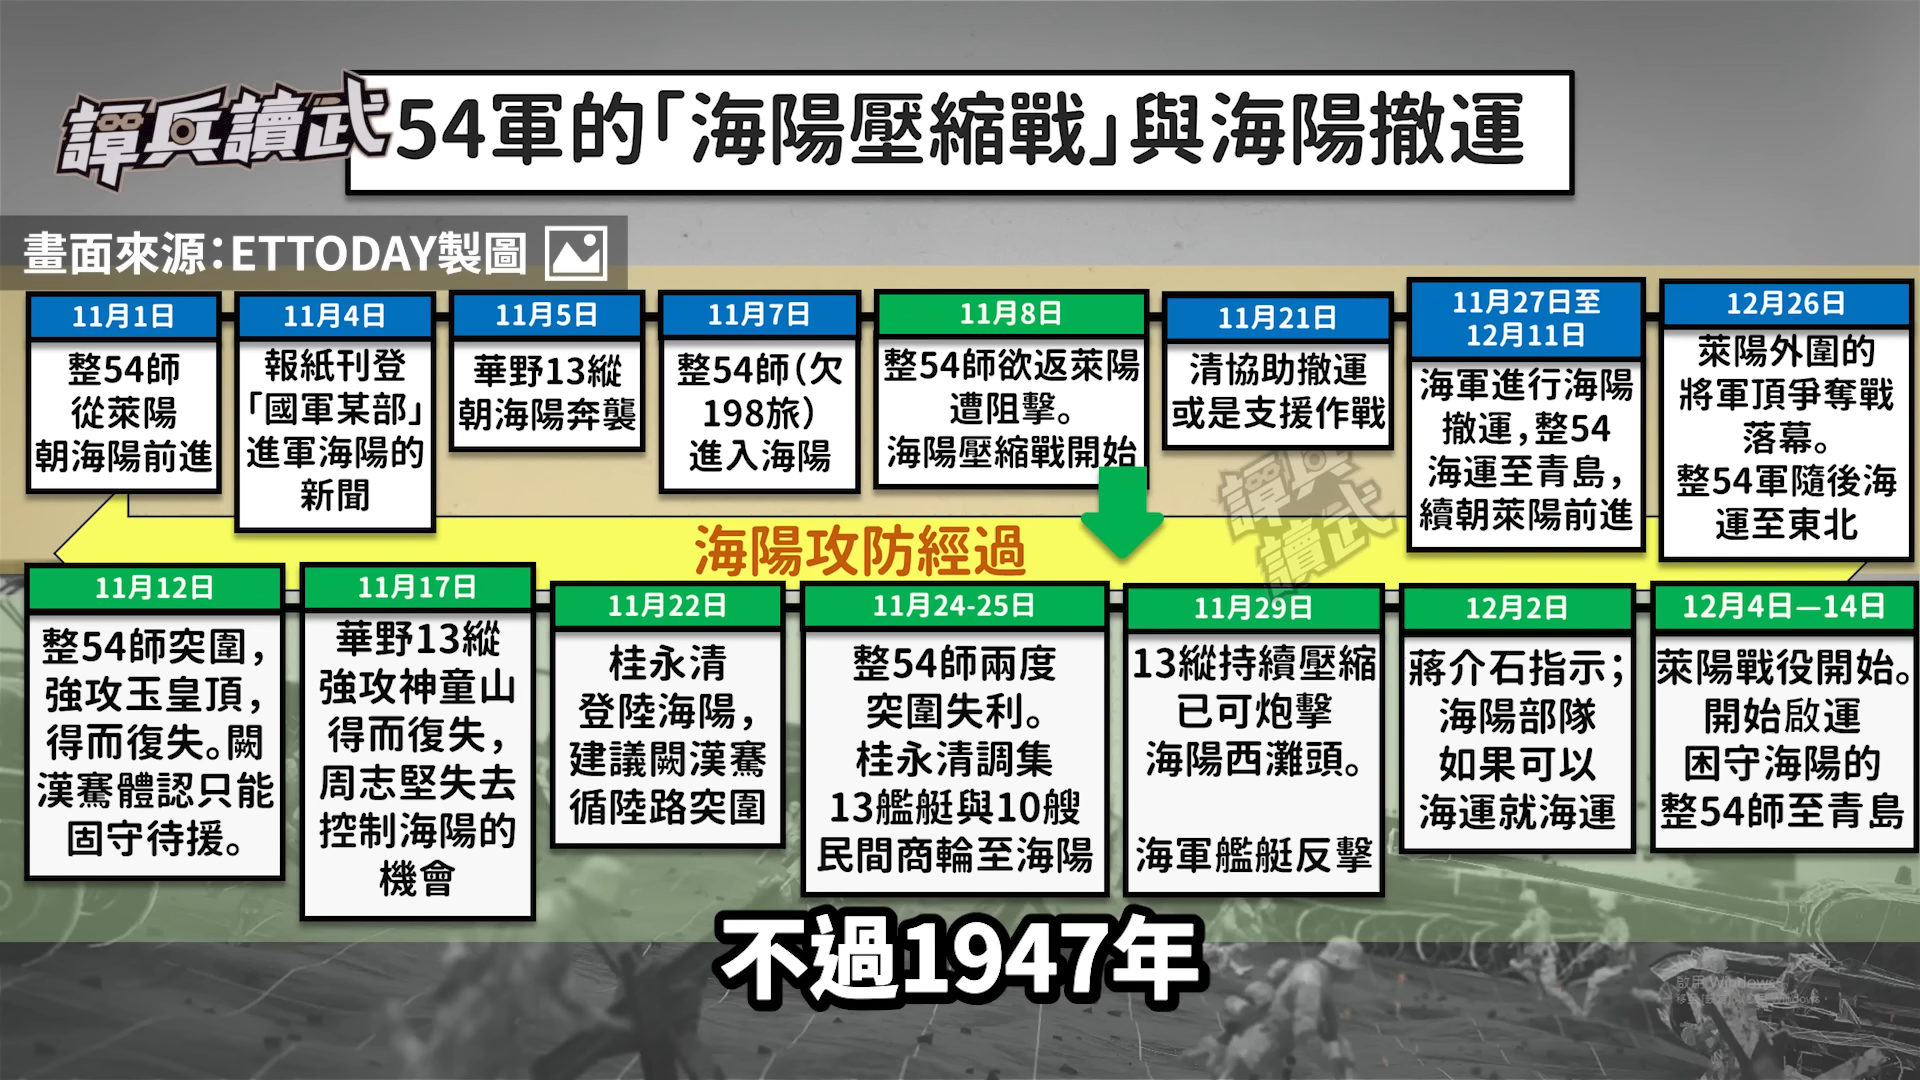 譚兵讀武
54軍的「海陽壓縮戰」與海陽撤運
畫面來源：ETTODAY製圖
11月1日
整54師
從萊陽
朝海陽前進
11月4日
報紙刊登
「國軍某部」
進軍海陽的
新聞
11月5日
華野13縱
朝海陽奔襲
11月7日
整54師（欠
198旅）
進入海陽
11月8日
整54師欲返萊陽
遭阻擊。
海陽壓縮戰開始
11月21日
清協助撤運
或是支援作戰
11月27日至
12月11日
海軍進行海陽
撤運，整54
海運至青島，
續朝萊陽前進
12月26日
萊陽外圍的
將軍頂爭奪戰
落幕。
整54軍隨後海
運至東北
譚兵
讀武
海陽攻防經過
11月12日
整54師突圍，
強攻玉皇頂，
得而復失。闕
漢騫體認只能
固守待援。
11月17日
華野13縱
強攻神童山
得而復失，
周志堅失去
控制海陽的
機會
11月22日
桂永清
登陸海陽，
建議闕漢騫
循陸路突圍
11月24-25日
整54師兩度
突圍失利。
桂永清調集
13艦艇與10艘
民間商輪至海陽
11月29日
13縱持續壓縮
已可炮擊
海陽西灘頭。
海軍艦艇反擊
12月2日
蔣介石指示；
海陽部隊
如果可以
海運就海運
12月4日—14日
萊陽戰役開始。
開始啟運
困守海陽的
整54師至青島
不過1947年
啟用 Windows